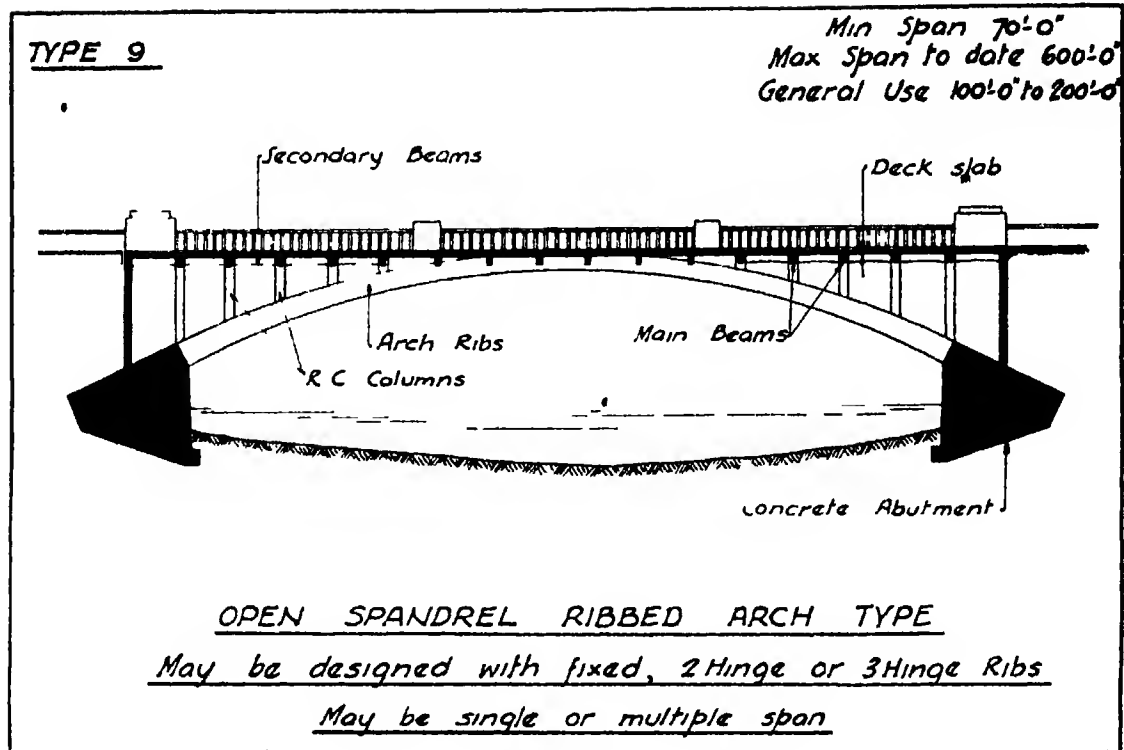 TYPE 9
Min Span 70'-0"
Max Span to date 600'-0"
General Use 100'-0" to 200'-0"
Secondary Beams
Deck slab
Arch Ribs
Main Beams
R C Columns
Concrete Abutment
OPEN SPANDREL RIBBED ARCH TYPE
May be designed with fixed, 2 Hinge or 3 Hinge Ribs
May be single or multiple span